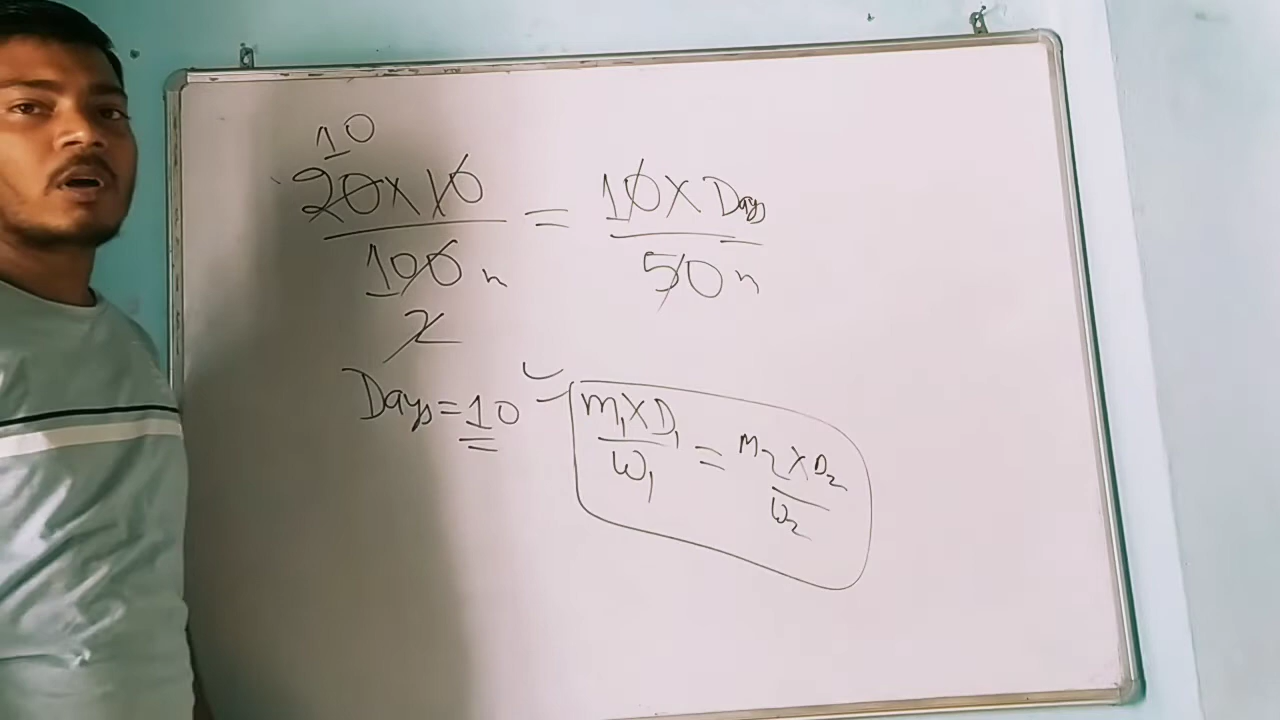 10
20 X 10 = 10 X Days
100 n 50 n
2
Days = 10
M₁ X D₁ / W₁ = M₂ X D₂ / W₂